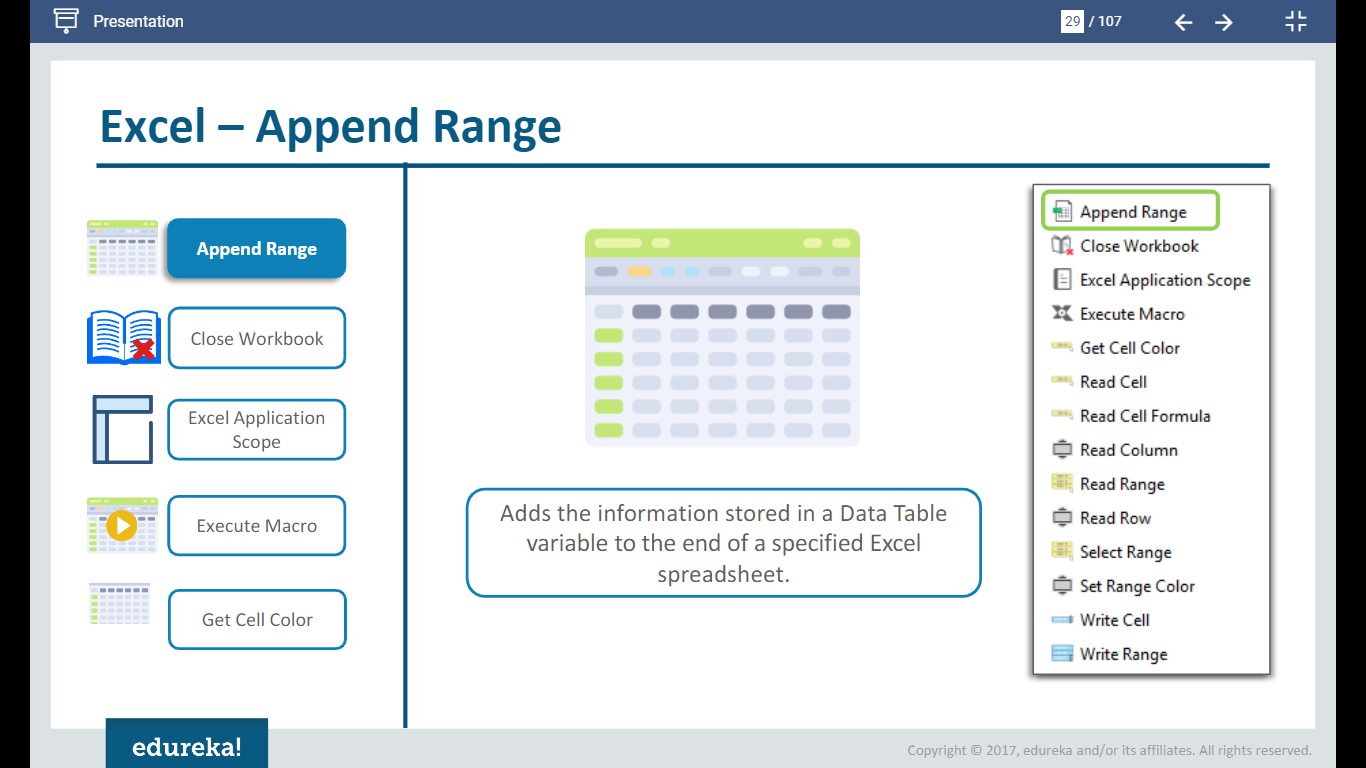 Presentation
29 / 107
Excel – Append Range
Append Range
Close Workbook
Excel Application
Scope
Execute Macro
Get Cell Color
Adds the information stored in a Data Table
variable to the end of a specified Excel
spreadsheet.
Append Range
Close Workbook
Excel Application Scope
Execute Macro
Get Cell Color
Read Cell
Read Cell Formula
Read Column
Read Range
Read Row
Select Range
Set Range Color
Write Cell
Write Range
edureka!
Copyright © 2017, edureka and/or its affiliates. All rights reserved.